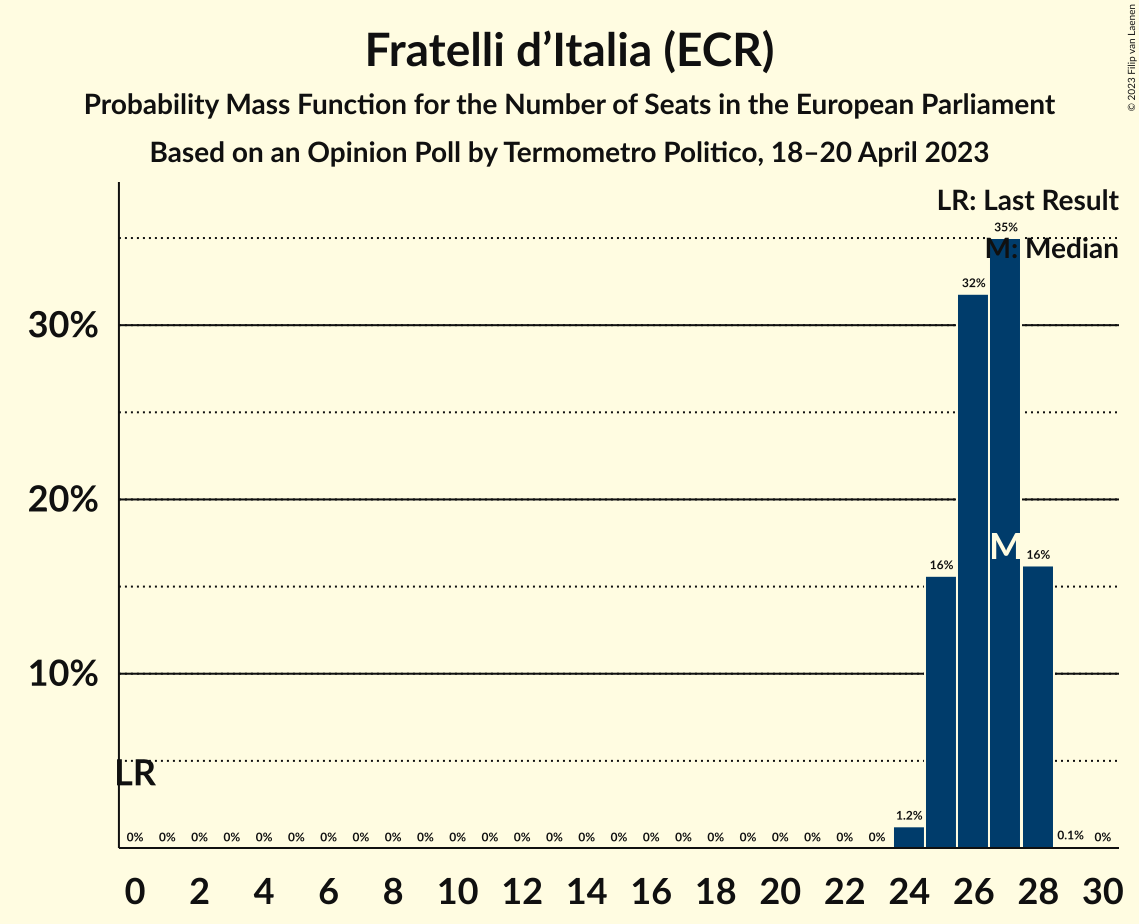 Fratelli d’Italia (ECR)
Probability Mass Function for the Number of Seats in the European Parliament
Based on an Opinion Poll by Termometro Politico, 18–20 April 2023
© 2023 Filip van Laenen
LR: Last Result
M: Median
35%
32%
30%
20%
M
16%
16%
10%
LR
1.2%
0% 0% 0% 0% 0% 0% 0% 0% 0% 0% 0% 0% 0% 0% 0% 0% 0% 0% 0% 0% 0% 0% 0% 0% 0.1% 0%
0 2 4 6 8 10 12 14 16 18 20 22 24 26 28 30